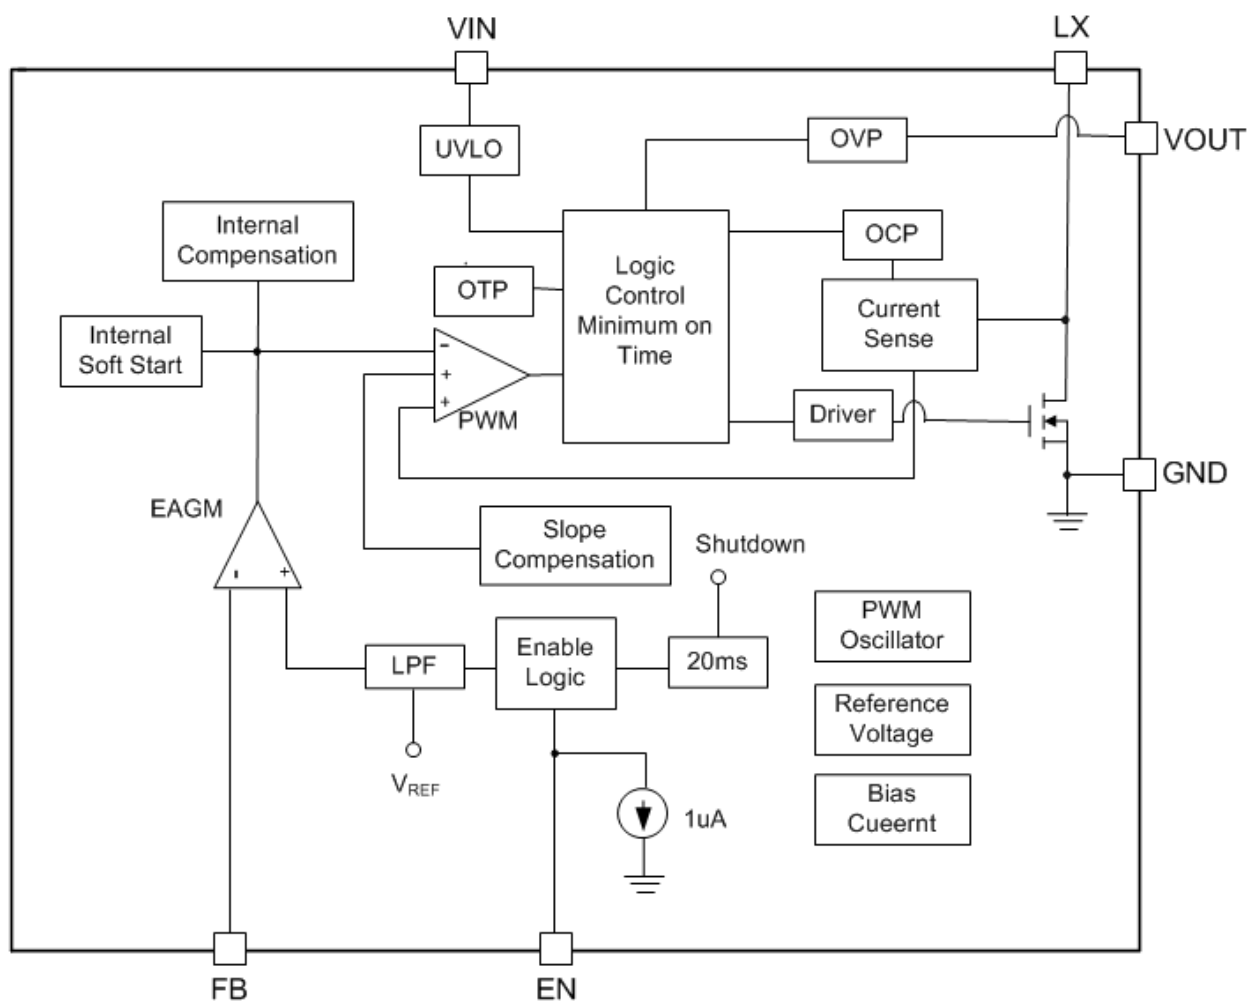 VIN
LX
UVLO
OVP
VOUT
Internal
Compensation
OCP
Logic
Control
Minimum on
Time
OTP
Current
Sense
Internal
Soft Start
-
+
+
PWM
Driver
GND
EAGM
Slope
Compensation
Shutdown
- +
PWM
Oscillator
Enable
Logic
LPF
20ms
Reference
Voltage
VREF
1uA
Bias
Cueernt
FB
EN